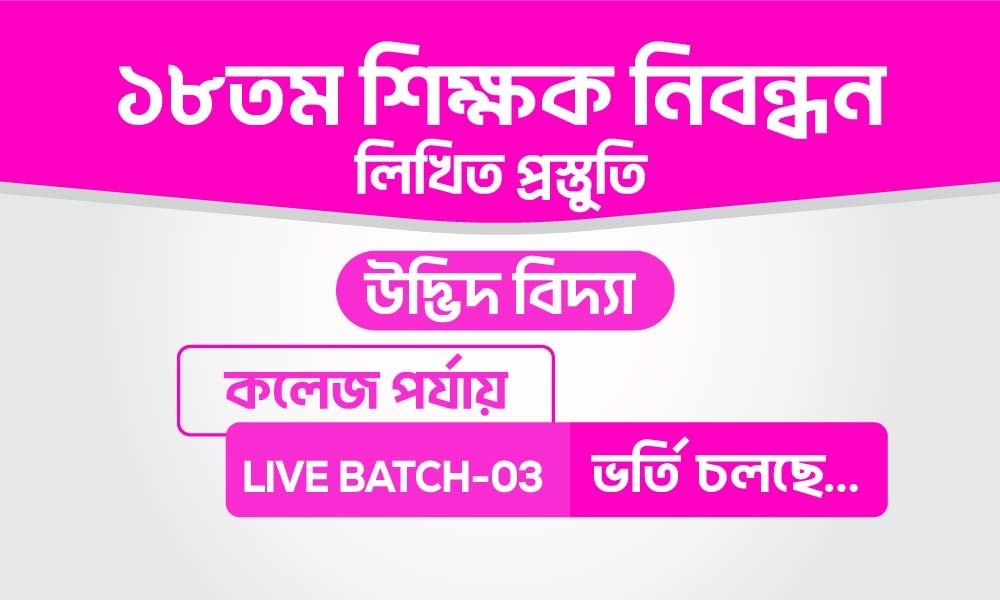 ১৮তম শিক্ষক নিবন্ধন
লিখিত প্রস্তুতি
উদ্ভিদ বিদ্যা
কলেজ পর্যায়
LIVE BATCH-03 ভর্তি চলছে...